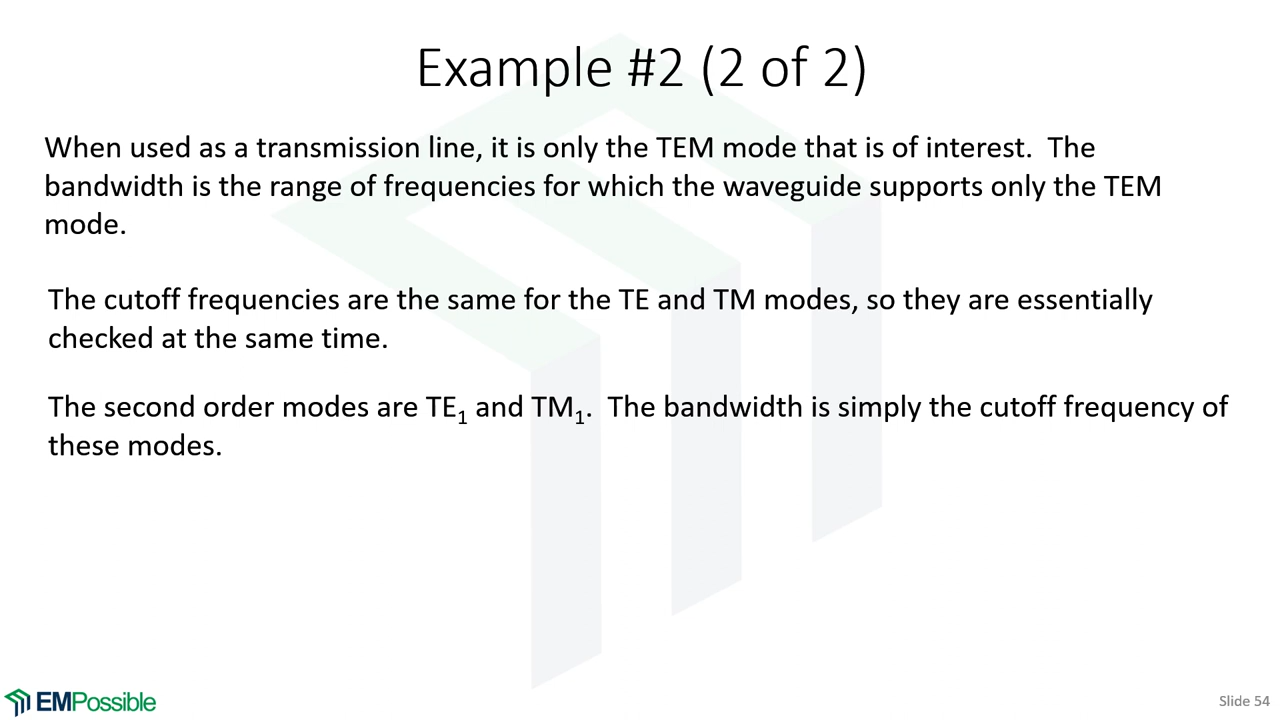 Example #2 (2 of 2)
When used as a transmission line, it is only the TEM mode that is of interest.  The
bandwidth is the range of frequencies for which the waveguide supports only the TEM
mode.
The cutoff frequencies are the same for the TE and TM modes, so they are essentially
checked at the same time.
The second order modes are TE₁ and TM₁.  The bandwidth is simply the cutoff frequency of
these modes.
EMPossible
Slide 54